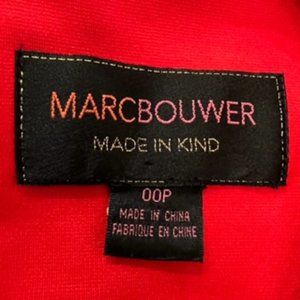 MARCBOUWER
MADE IN KIND
00P
MADE IN CHINA
FABRIQUE EN CHINE